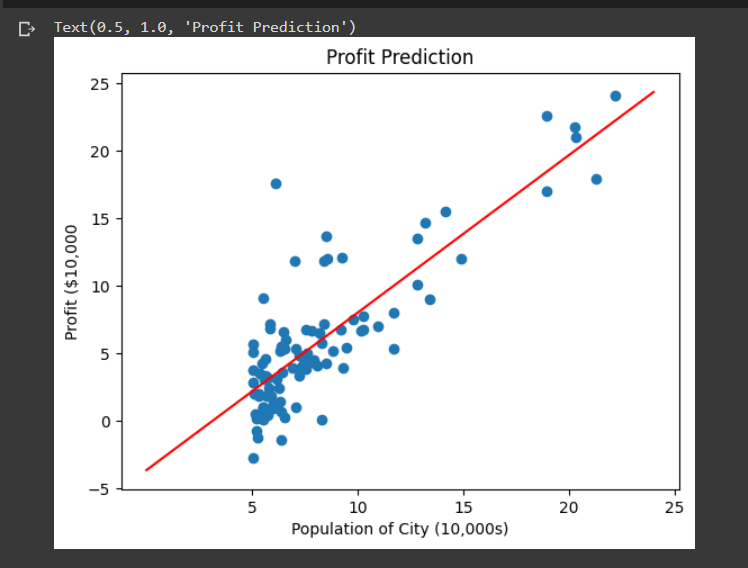 Text(0.5, 1.0, 'Profit Prediction')
Profit Prediction
25
20
15
10
5
0
−5
Profit ($10,000
5 10 15 20 25
Population of City (10,000s)